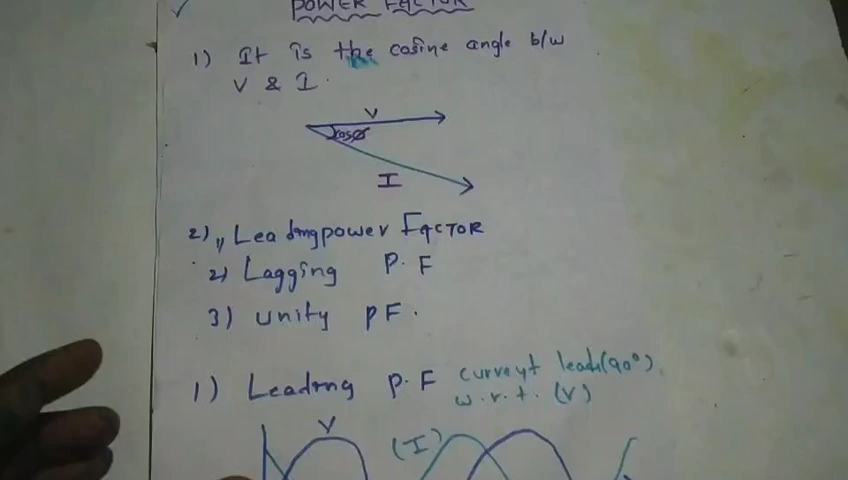 POWER FACTOR
1) It is the cosine angle b/w
V & I.
V
cosø
I
2) 1) Leading power Factor
2) Lagging P.F
3) unity PF.
1) Leading P.F current leads (90°)
w.r.t. (V)
V
(I)